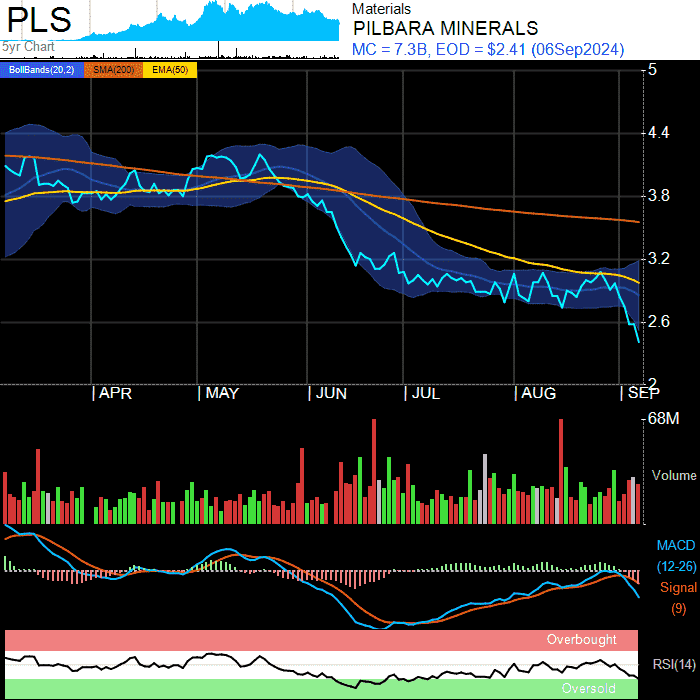 PLS
5yr Chart
Materials
PILBARA MINERALS
MC = 7.3B, EOD = $2.41 (06Sep2024)
BollBands(20,2) SMA(200) EMA(50)
5
4.4
3.8
3.2
2.6
2
APR MAY JUN JUL AUG SEP
68M
Volume
MACD
(12-26)
Signal
(9)
Overbought
RSI(14)
Oversold